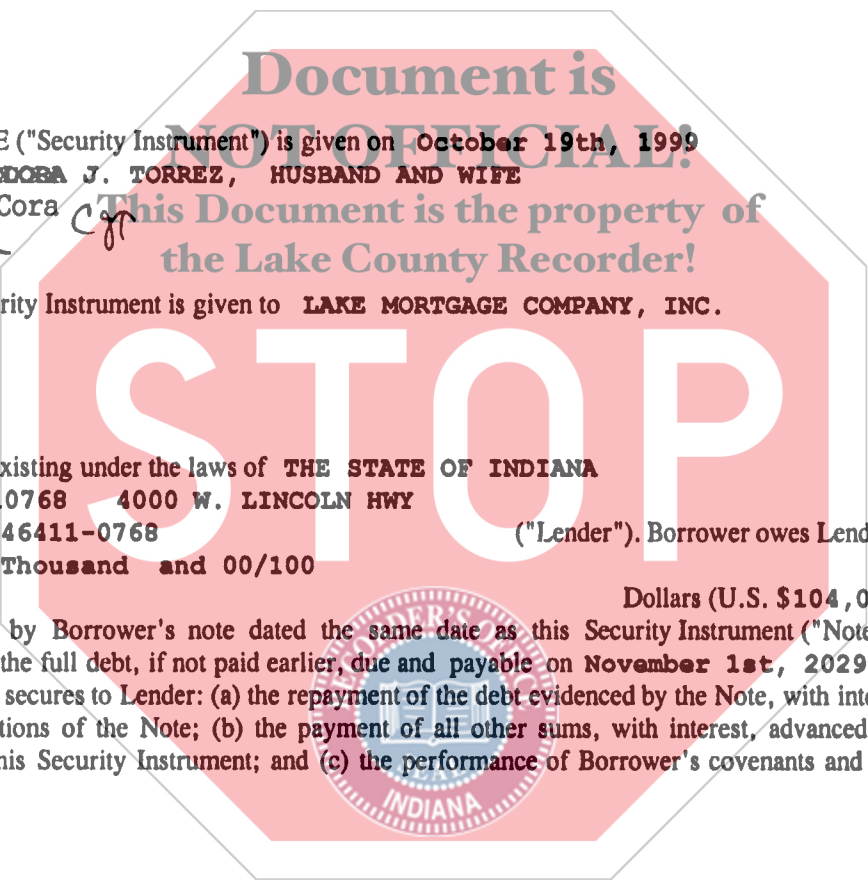 Document is
NOT OFFICIAL!
This Document is the property of
the Lake County Recorder!
STOP
E ("Security Instrument") is given on October 19th, 1999
J. TORREZ, HUSBAND AND WIFE
Cora CJT
rity Instrument is given to LAKE MORTGAGE COMPANY, INC.
xisting under the laws of THE STATE OF INDIANA
0768 4000 W. LINCOLN HWY
46411-0768 ("Lender"). Borrower owes Lend
Thousand and 00/100
Dollars (U.S. $104,0
by Borrower's note dated the same date as this Security Instrument ("Note
the full debt, if not paid earlier, due and payable on November 1st, 2029
secures to Lender: (a) the repayment of the debt evidenced by the Note, with inte
tions of the Note; (b) the payment of all other sums, with interest, advanced
his Security Instrument; and (c) the performance of Borrower's covenants and
SEAL
INDIANA